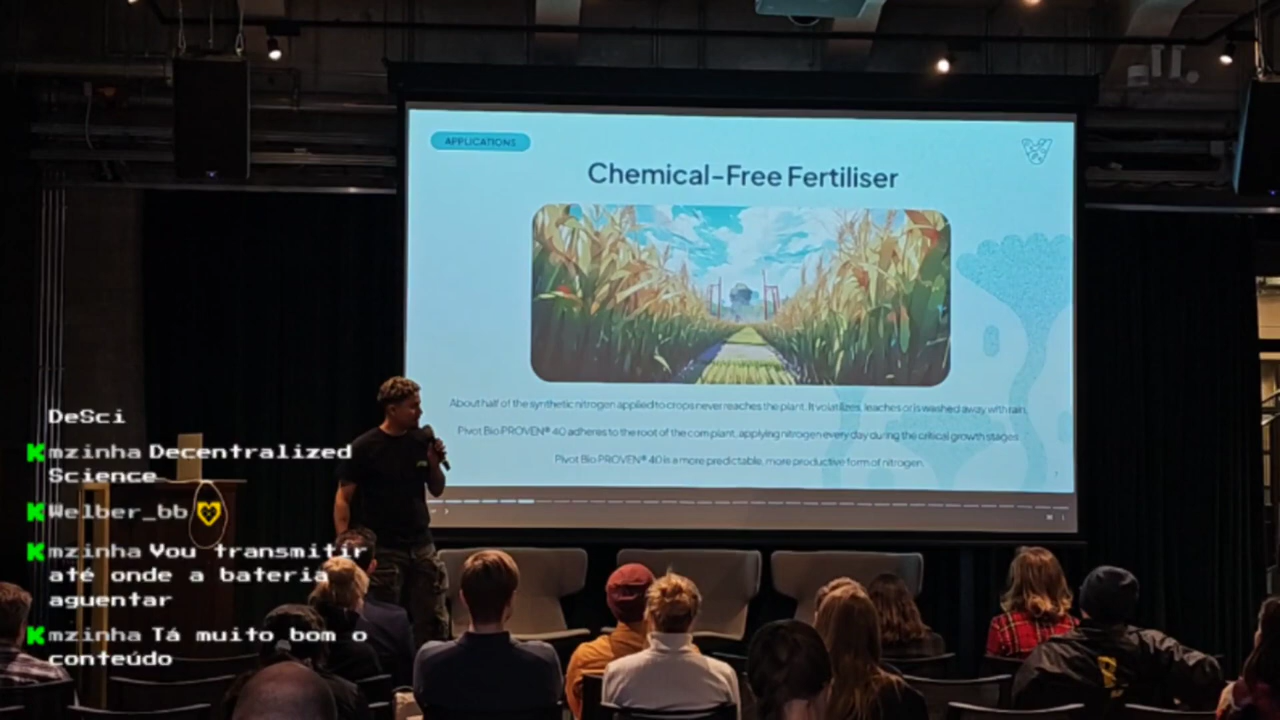 APPLICATIONS
Chemical-Free Fertiliser
About half of the synthetic nitrogen applied to crops never reaches the plant. It volatilizes, leaches or is washed away with rain.
Pivot Bio PROVEN® 40 adheres to the root of the corn plant, applying nitrogen every day during the critical growth stages
Pivot Bio PROVEN® 40 is a more predictable, more productive form of nitrogen.
DeSci
K mzinha Decentralized
Science
K Welber_bb
K mzinha Vou transmitir
até onde a bateria
aguentar
K mzinha Tá muito bom o
conteúdo